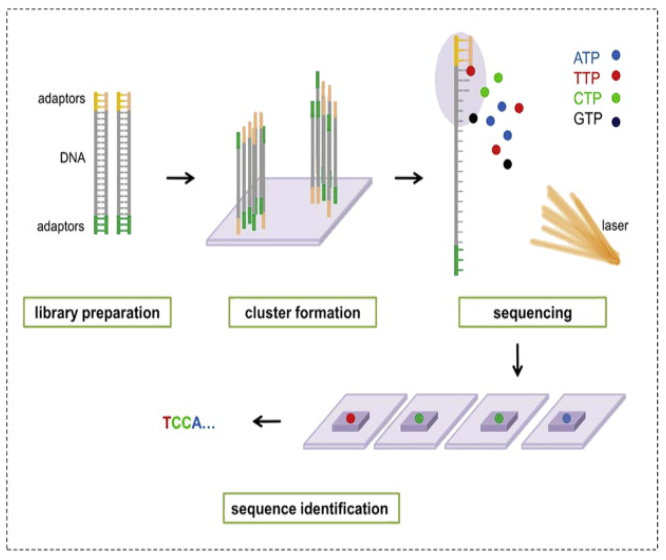 adaptors
DNA
adaptors
ATP
TTP
CTP
GTP
laser
library preparation
cluster formation
sequencing
TCCA...
sequence identification